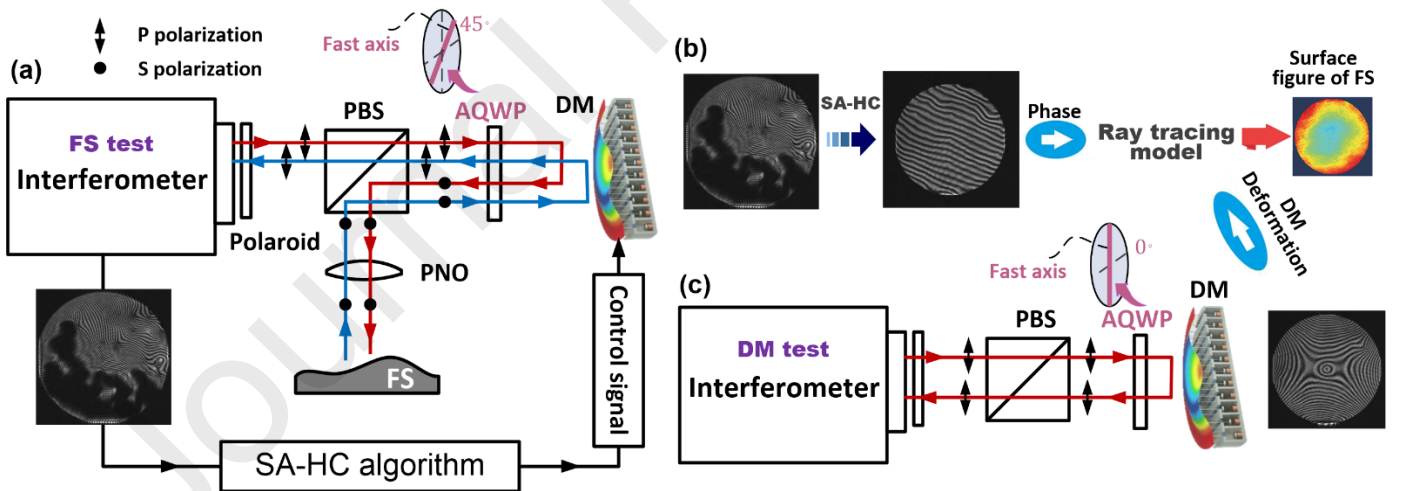 P polarization
S polarization
(a)
Fast axis
45°
PBS
AQWP
DM
FS test
Interferometer
Polaroid
PNO
FS
Control signal
SA-HC algorithm
(b)
SA-HC
Phase
Ray tracing
model
Surface
figure of FS
DM
Deformation
(c)
Fast axis
0°
PBS
AQWP
DM
DM test
Interferometer
Journal